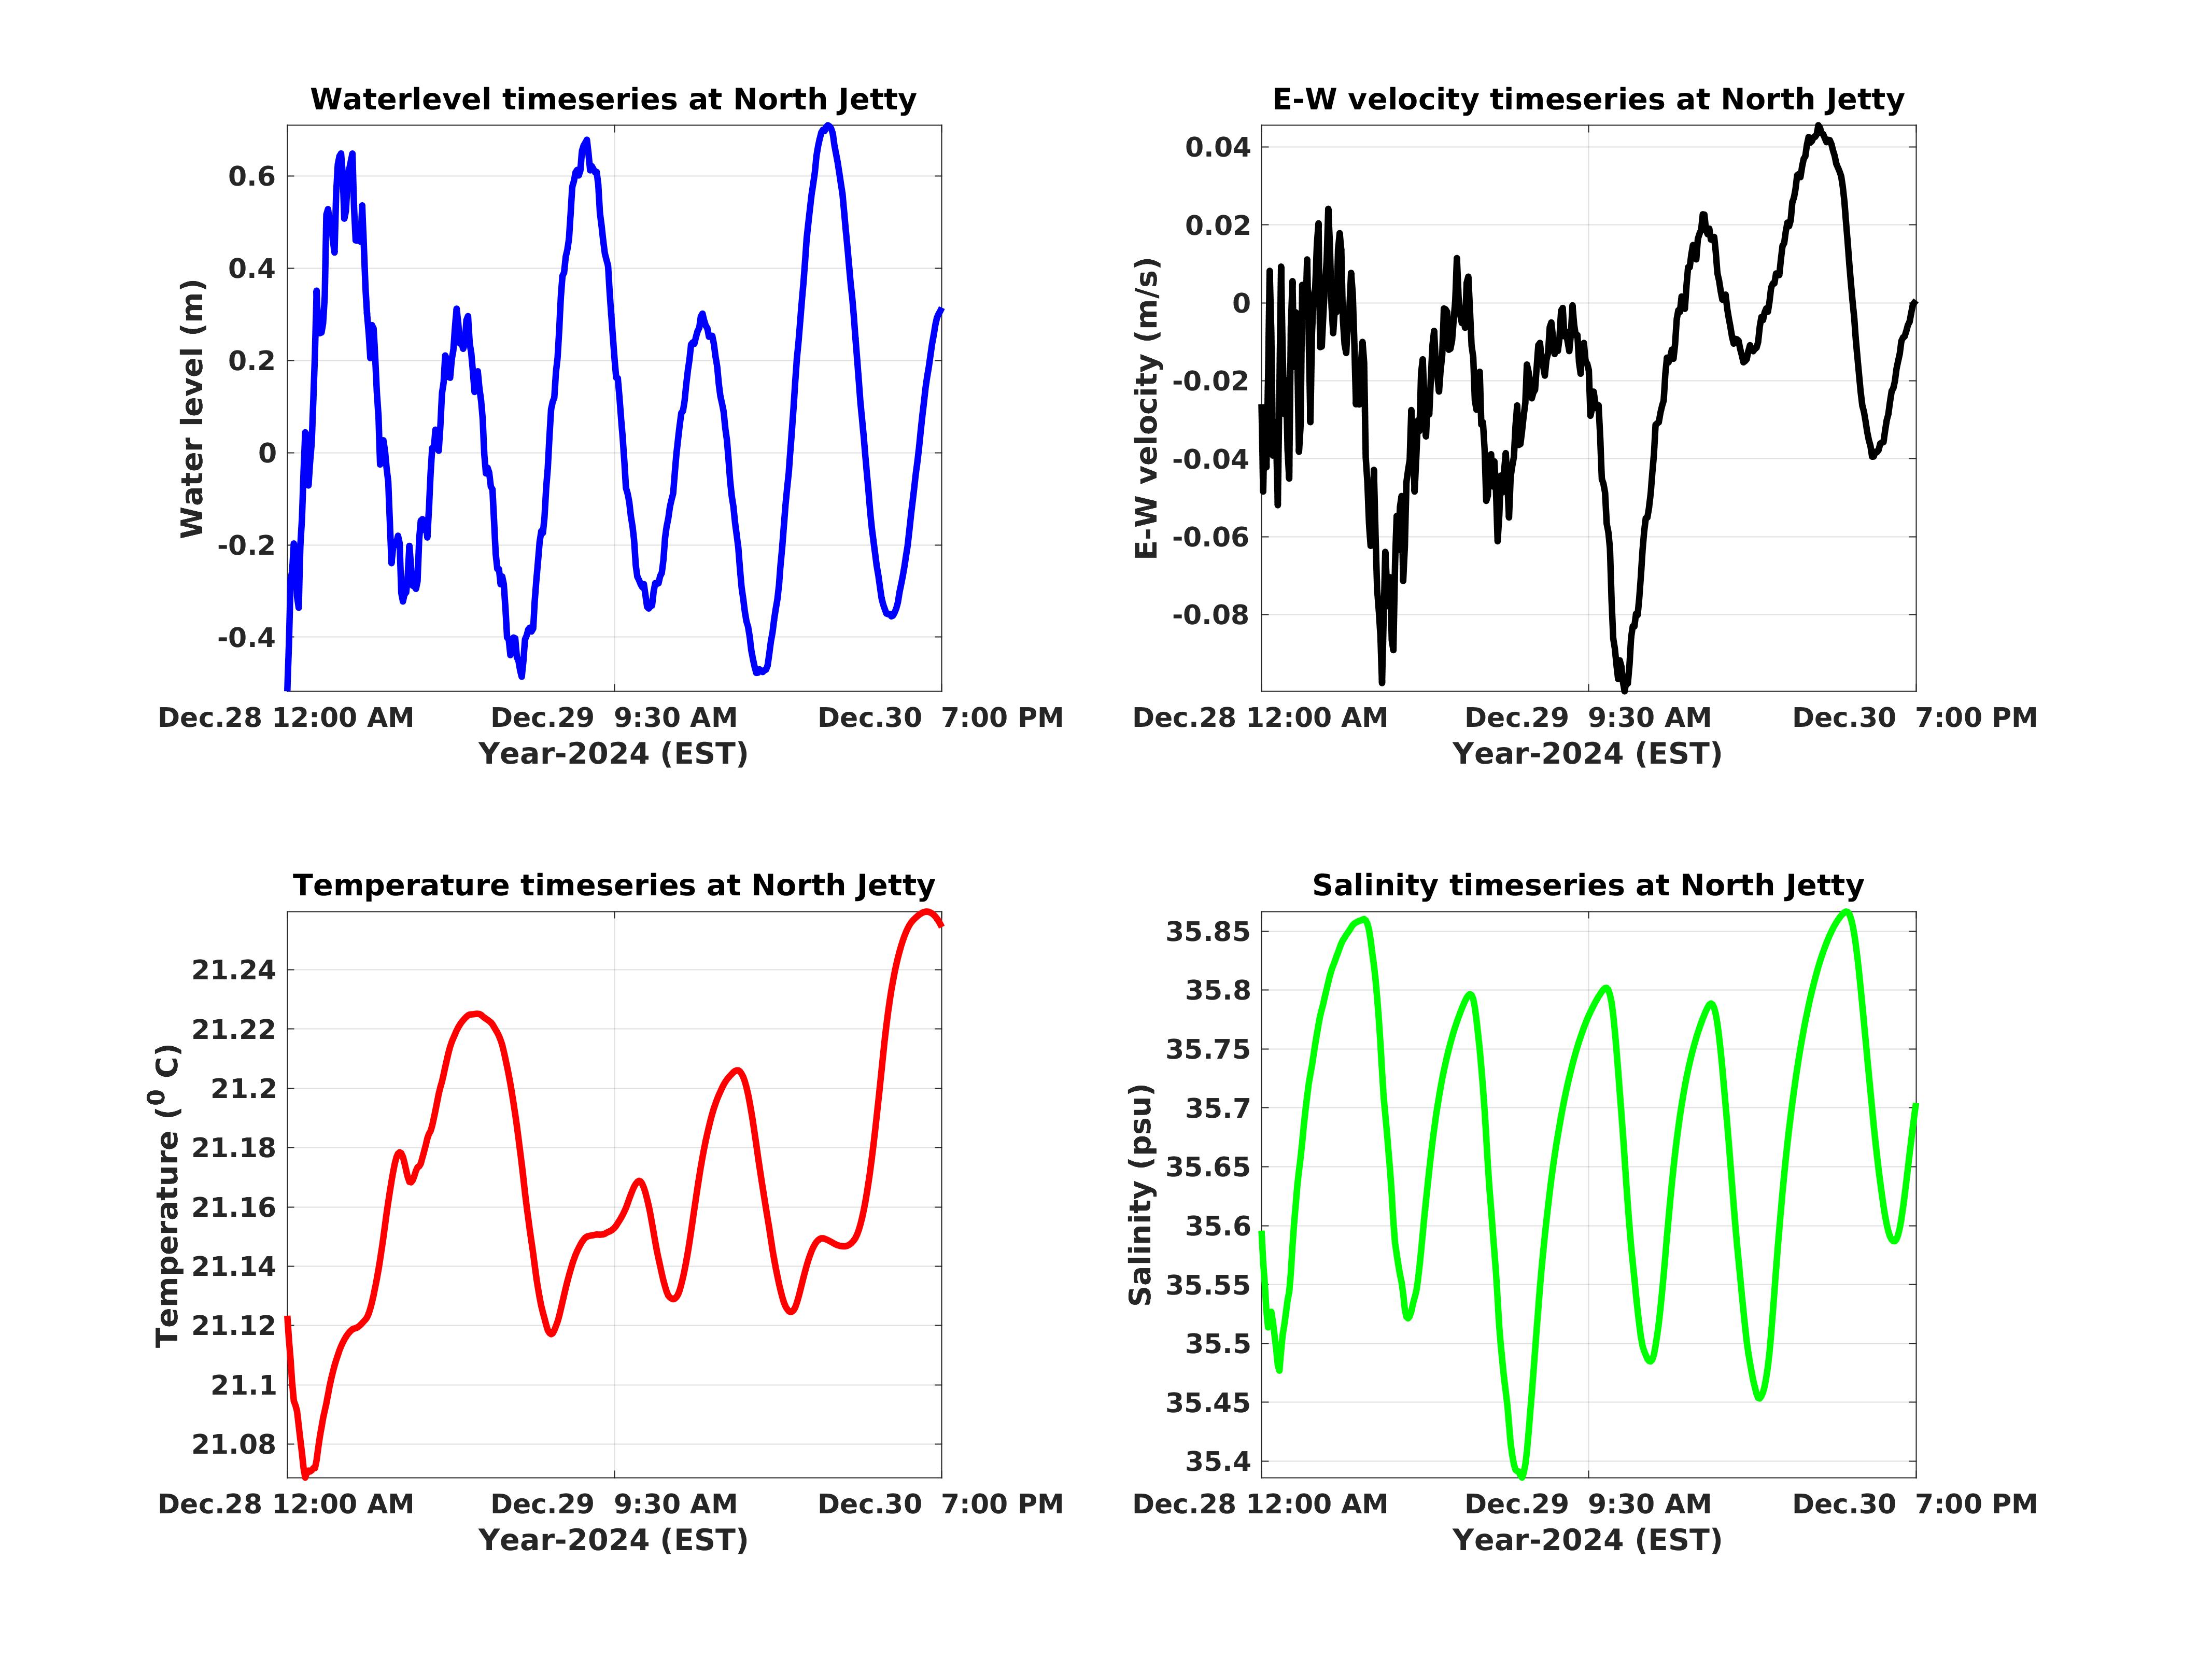 Waterlevel timeseries at North Jetty
0.6
0.4
0.2
0
-0.2
-0.4
Water level (m)
Dec.28 12:00 AM
Dec.29  9:30 AM
Dec.30  7:00 PM
Year-2024 (EST)
E-W velocity timeseries at North Jetty
0.04
0.02
0
-0.02
-0.04
-0.06
-0.08
E-W velocity (m/s)
Dec.28 12:00 AM
Dec.29  9:30 AM
Dec.30  7:00 PM
Year-2024 (EST)
Temperature timeseries at North Jetty
21.24
21.22
21.2
21.18
21.16
21.14
21.12
21.1
21.08
Temperature (⁰ C)
Dec.28 12:00 AM
Dec.29  9:30 AM
Dec.30  7:00 PM
Year-2024 (EST)
Salinity timeseries at North Jetty
35.85
35.8
35.75
35.7
35.65
35.6
35.55
35.5
35.45
35.4
Salinity (psu)
Dec.28 12:00 AM
Dec.29  9:30 AM
Dec.30  7:00 PM
Year-2024 (EST)